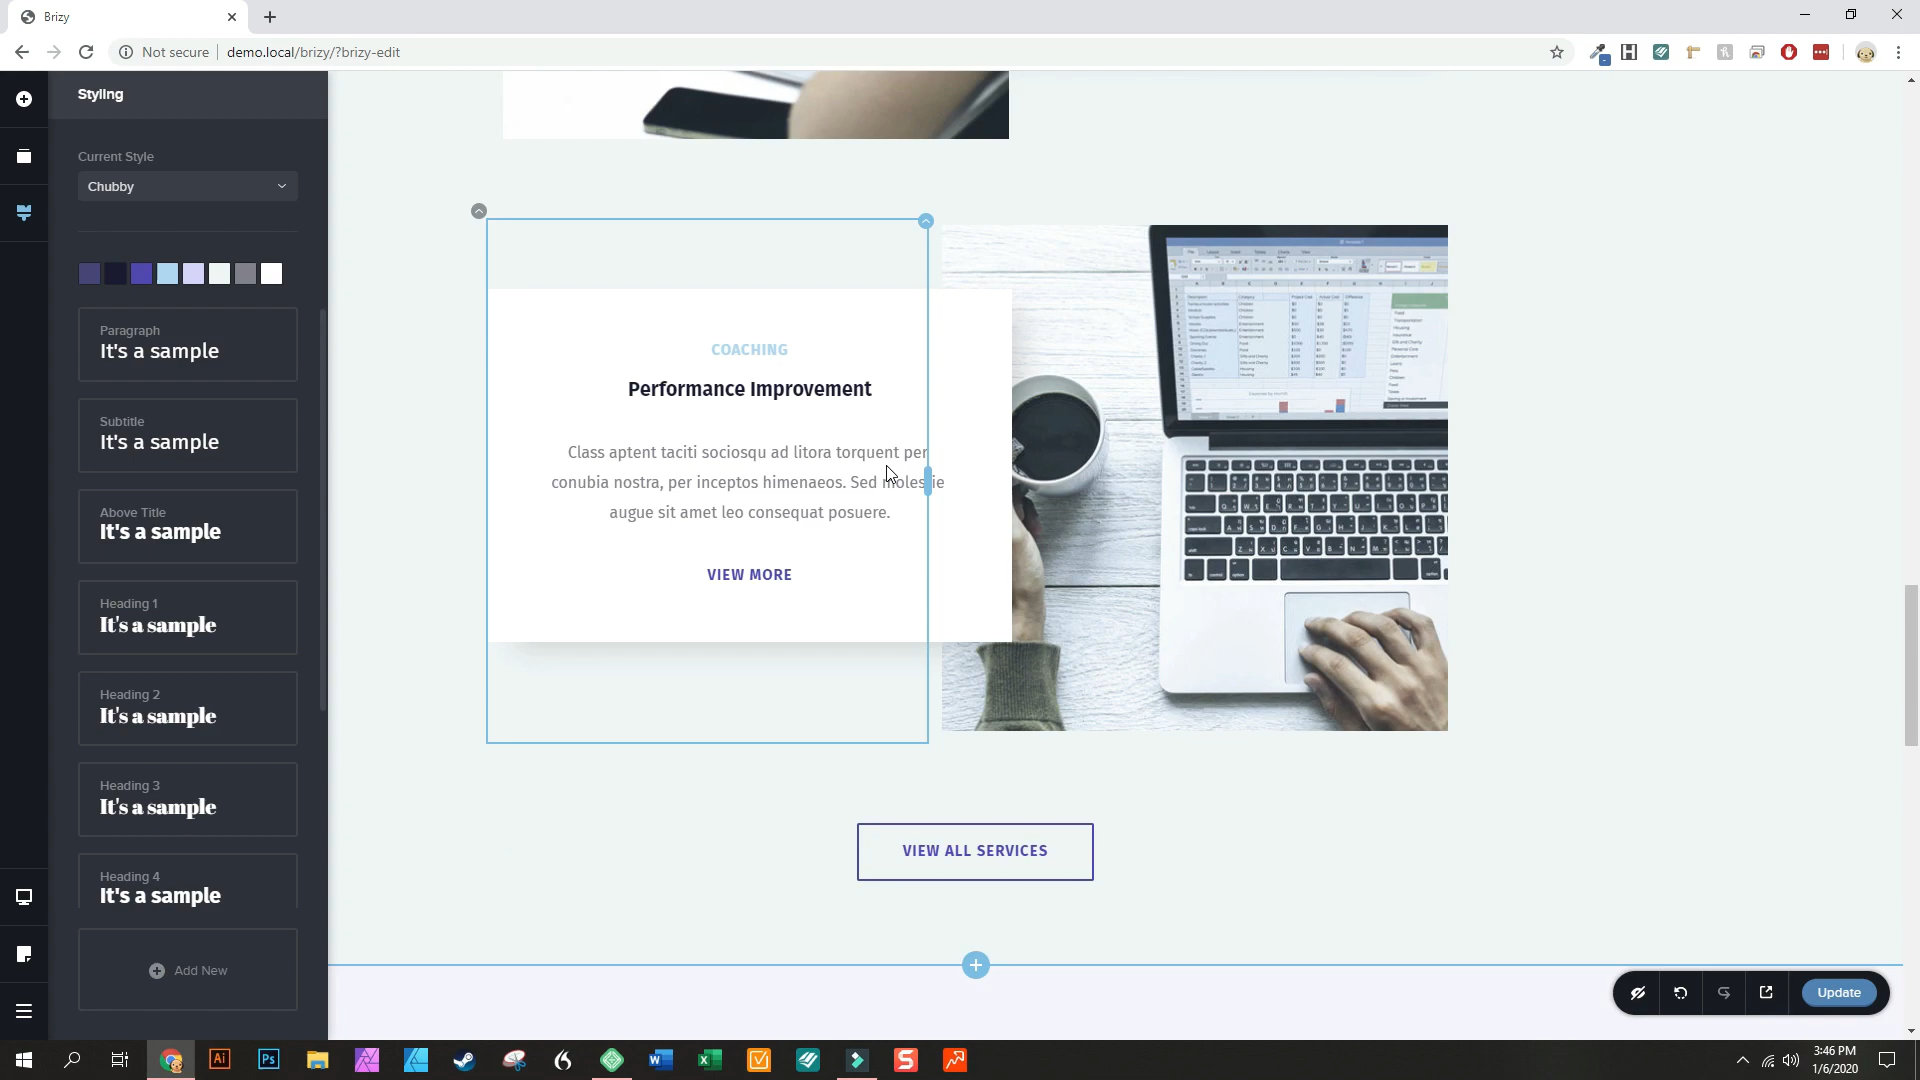 Brizy
Not secure
demo.local/brizy/?brizy-edit
Styling
Current Style
Chubby
Paragraph
It's a sample
Subtitle
It's a sample
Above Title
It's a sample
Heading 1
It's a sample
Heading 2
It's a sample
Heading 3
It's a sample
Heading 4
It's a sample
Add New
COACHING
Performance Improvement
Class aptent taciti sociosqu ad litora torquent per
conubia nostra, per inceptos himenaeos. Sed molestie
augue sit amet leo consequat posuere.
VIEW MORE
VIEW ALL SERVICES
Update
Ai
Ps
3:46 PM
1/6/2020